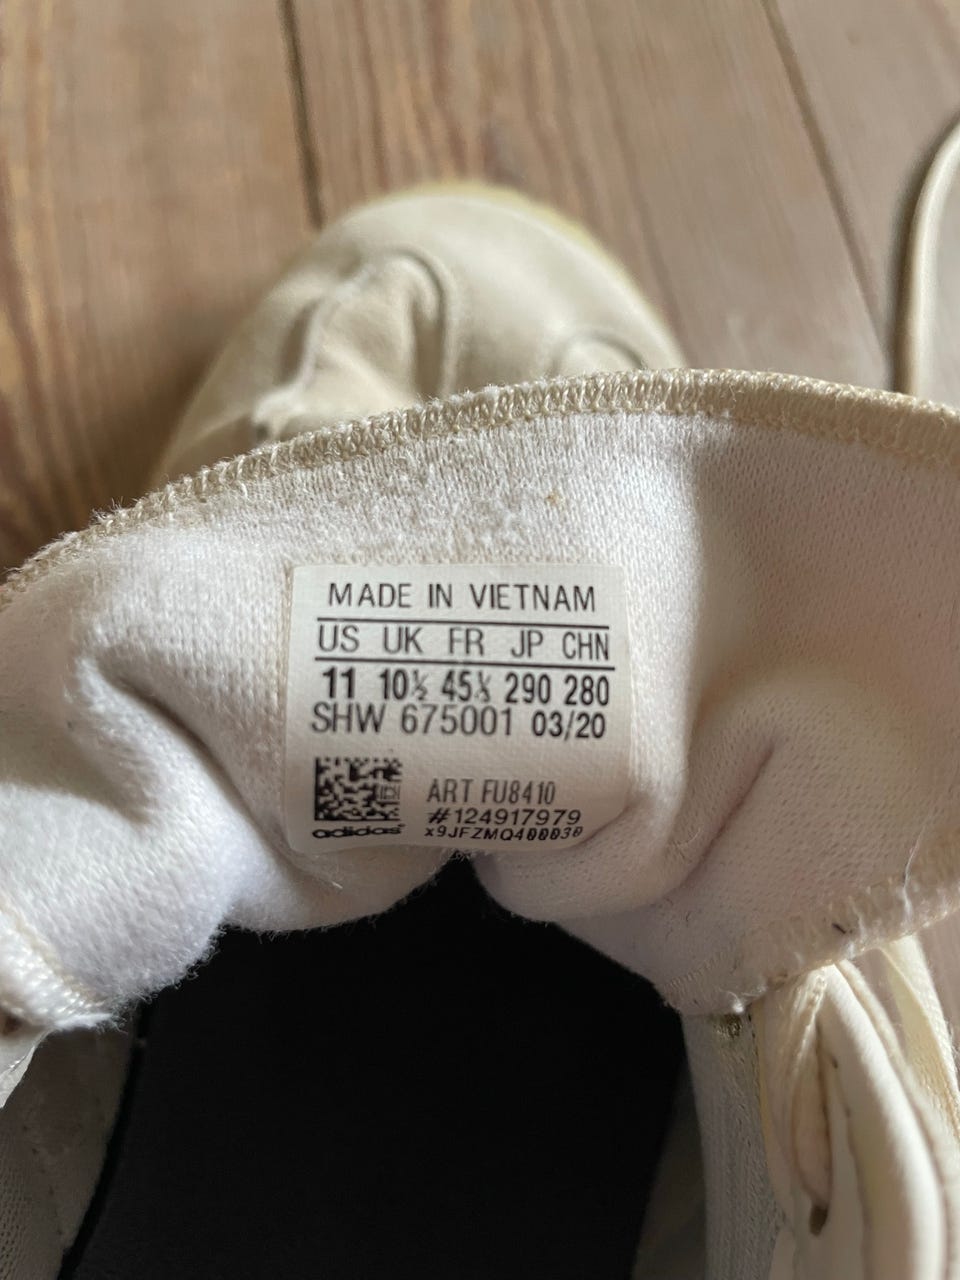 MADE IN VIETNAM
US UK FR JP CHN
11 10½ 45⅓ 290 280
SHW 675001 03/20
ART FU8410
#124917979
x9JFZMQ400030
adidas